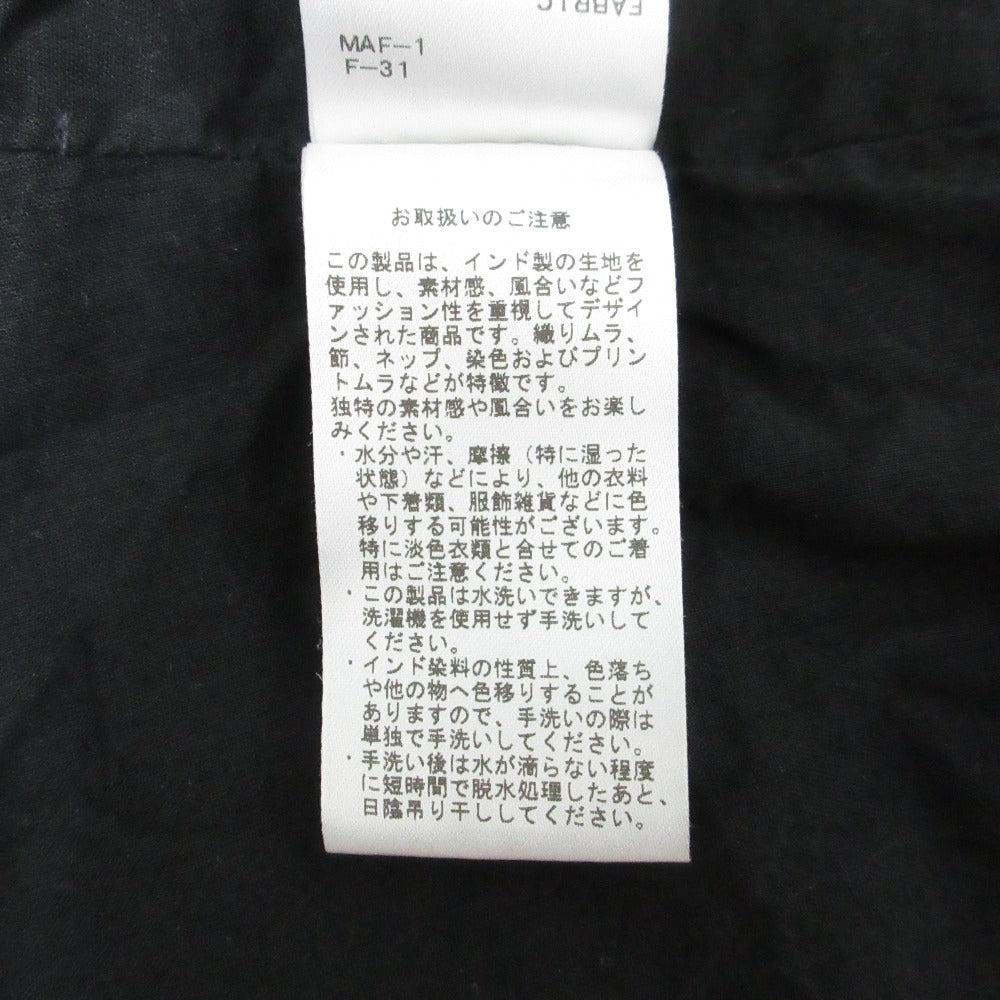 FABRIC
MAF-1
F-31
お取扱いのご注意
この製品は、インド製の生地を
使用し、素材感、風合いなどフ
ァッション性を重視してデザイ
ンされた商品です。織りムラ、
節、ネップ、染色およびプリン
トムラなどが特徴です。
独特の素材感や風合いをお楽し
みください。
・水分や汗、摩擦（特に湿った
状態）などにより、他の衣料
や下着類、服飾雑貨などに色
移りする可能性がございます。
特に淡色衣類と合せてのご着
用はご注意ください。
・この製品は水洗いできますが、
洗濯機を使用せず手洗いして
ください。
・インド染料の性質上、色落ち
や他の物へ色移りすることが
ありますので、手洗いの際は
単独で手洗いしてください。
・手洗い後は水が滴らない程度
に短時間で脱水処理したあと、
日陰吊り干ししてください。